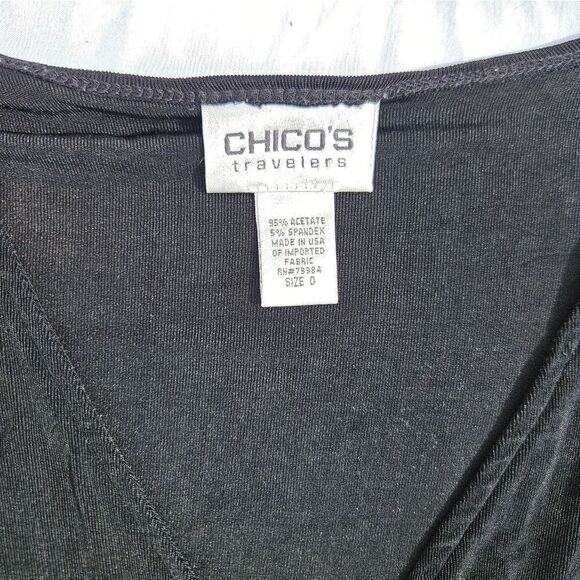 CHICO'S
travelers
95% ACETATE
5% SPANDEX
MADE IN USA
OF IMPORTED
FABRIC
RN#79984
SIZE 0